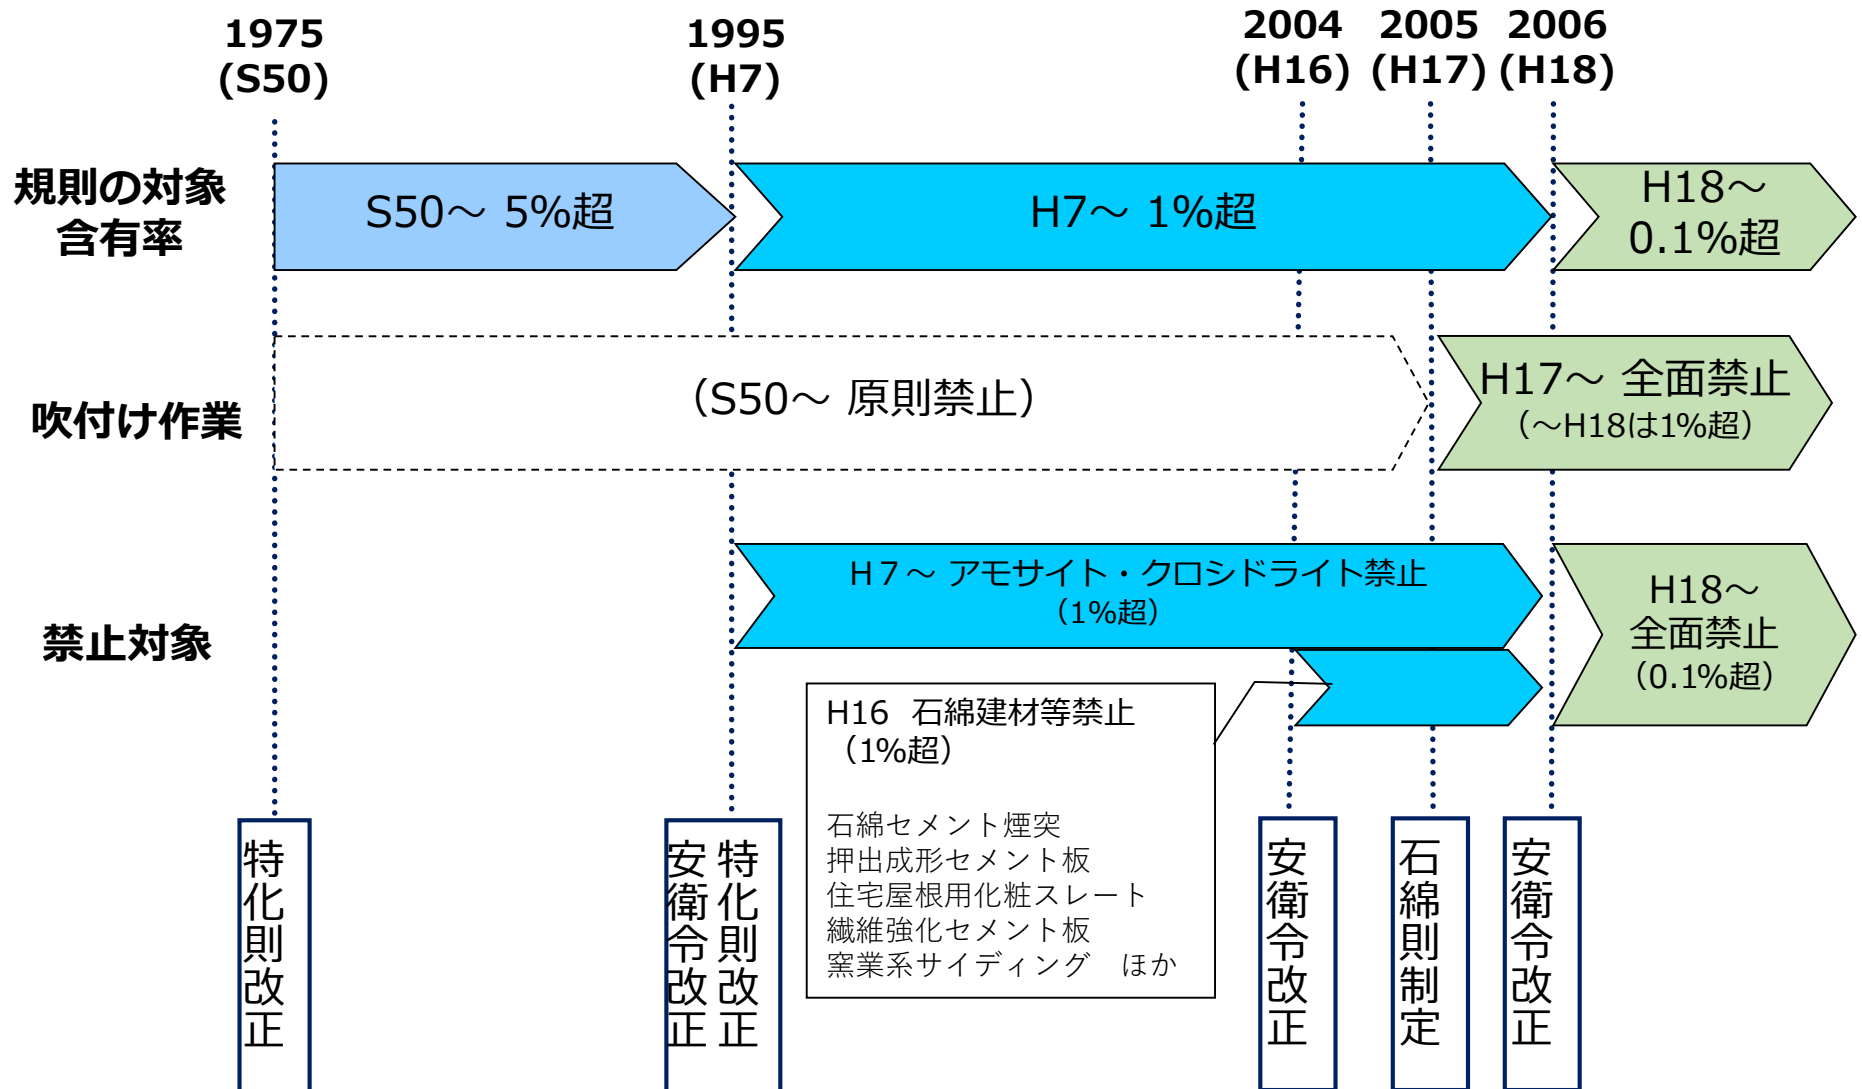 1975
(S50)
1995
(H7)
2004
(H16)
2005
(H17)
2006
(H18)
規則の対象
含有率
S50～ 5%超
H7～ 1%超
H18～
0.1%超
吹付け作業
（S50～ 原則禁止）
H17～ 全面禁止
（～H18は1%超）
禁止対象
H７～ アモサイト・クロシドライト禁止
（1%超）
H18～
全面禁止
（0.1%超）
H16 石綿建材等禁止
（1%超）
石綿セメント煙突
押出成形セメント板
住宅屋根用化粧スレート
繊維強化セメント板
窯業系サイディング　ほか
特化則改正
特化則改正
安衛令改正
安衛令改正
石綿則制定
安衛令改正